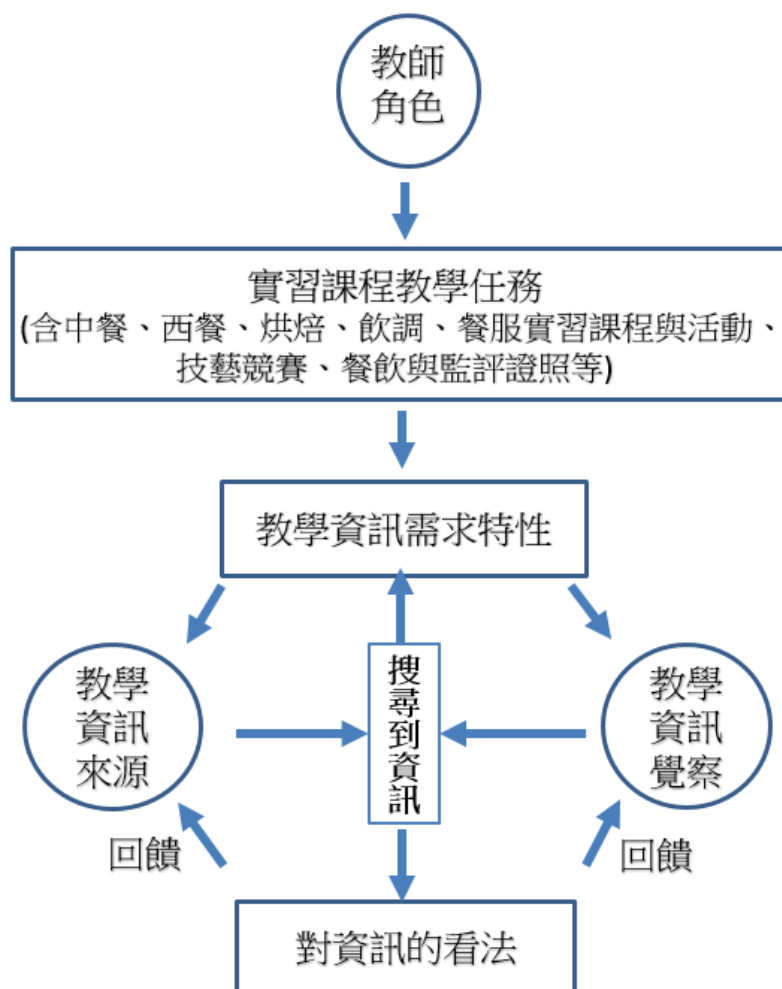 教師
角色
實習課程教學任務
(含中餐、西餐、烘焙、飲調、餐服實習課程與活動、
技藝競賽、餐飲與監評證照等)
教學資訊需求特性
教學
資訊
來源
搜尋到資訊
教學
資訊
覺察
回饋
回饋
對資訊的看法